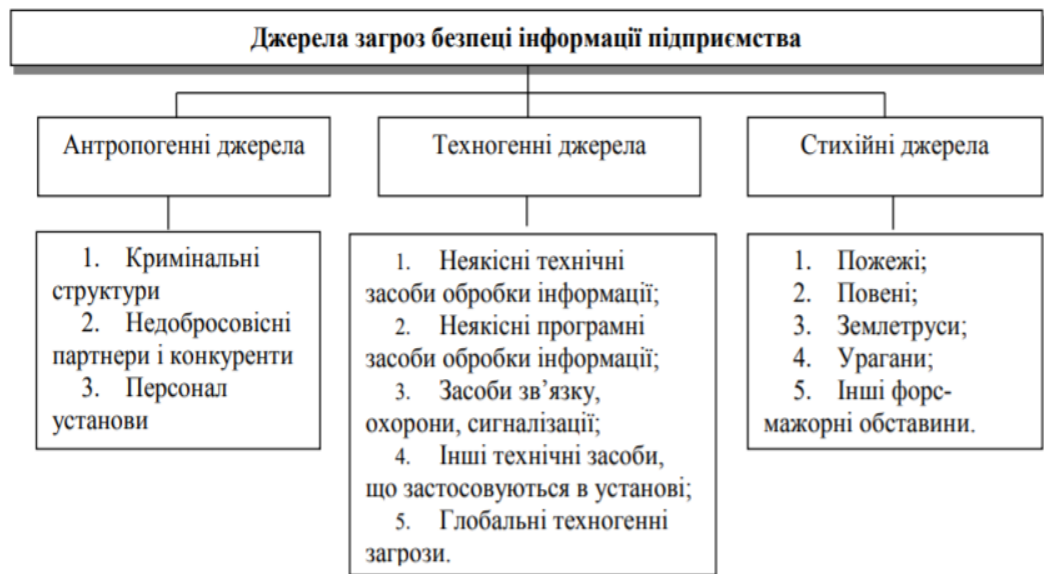 Джерела загроз безпеці інформації підприємства
Антропогенні джерела
1. Кримінальні
структури
2. Недобросовісні
партнери і конкуренти
3. Персонал
установи
Техногенні джерела
1. Неякісні технічні
засоби обробки інформації;
2. Неякісні програмні
засоби обробки інформації;
3. Засоби зв’язку,
охорони, сигналізації;
4. Інші технічні засоби,
що застосовуються в установі;
5. Глобальні техногенні
загрози.
Стихійні джерела
1. Пожежі;
2. Повені;
3. Землетруси;
4. Урагани;
5. Інші форс-
мажорні обставини.